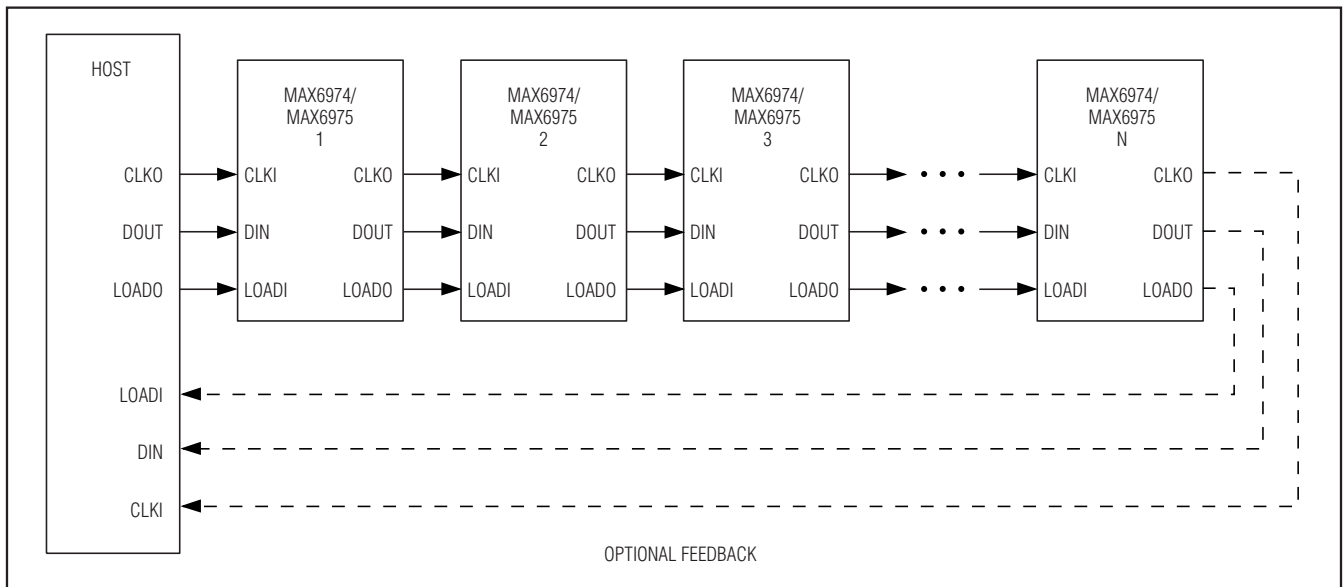 HOST
MAX6974/
MAX6975
1
MAX6974/
MAX6975
2
MAX6974/
MAX6975
3
MAX6974/
MAX6975
N
CLKO CLKI CLKO CLKI CLKO CLKI CLKO CLKI CLKO
DOUT DIN DOUT DIN DOUT DIN DOUT DIN DOUT
LOADO LOADI LOADO LOADI LOADO LOADI LOADO LOADI LOADO
LOADI
DIN
CLKI
OPTIONAL FEEDBACK